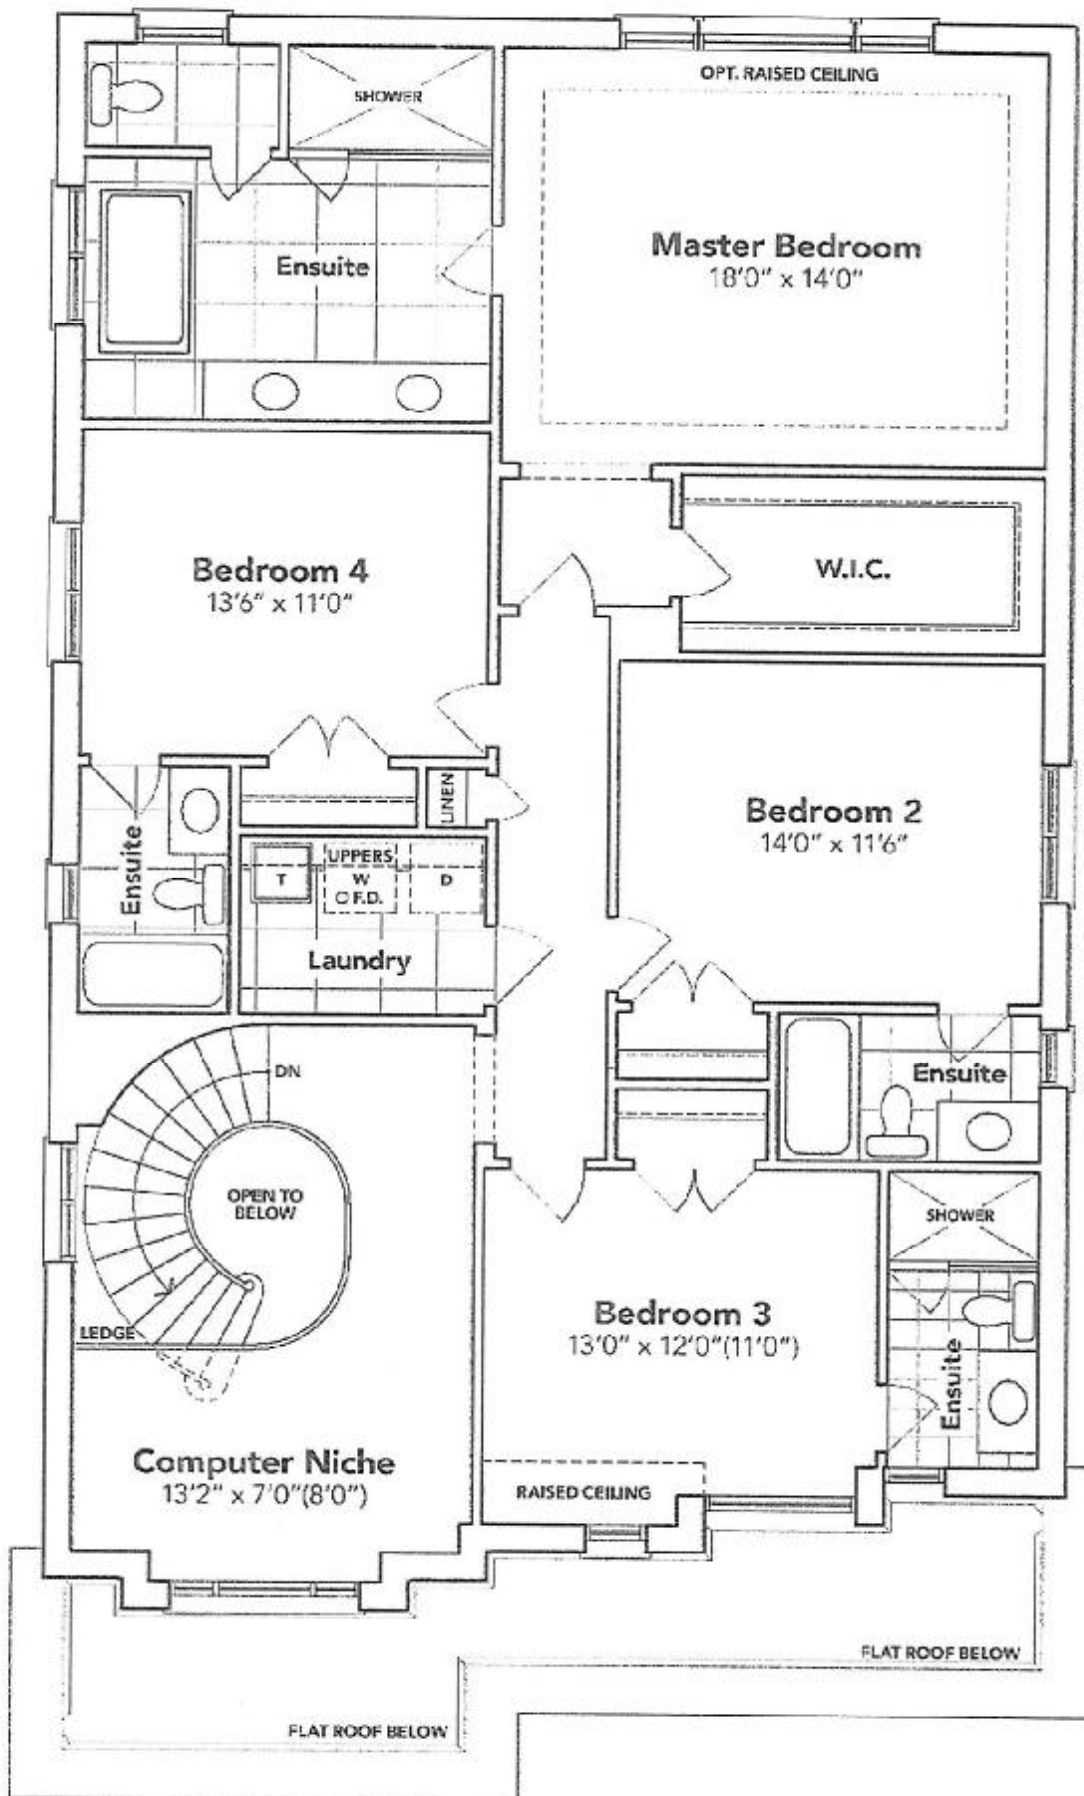 OPT. RAISED CEILING
SHOWER
Master Bedroom
18'0" x 14'0"
Ensuite
Bedroom 4
13'6" x 11'0"
W.I.C.
LINEN
Bedroom 2
14'0" x 11'6"
Ensuite
UPPERS
T
W
D
F.D.
Laundry
DN
Ensuite
OPEN TO
BELOW
SHOWER
LEDGE
Bedroom 3
13'0" x 12'0"(11'0")
Ensuite
Computer Niche
13'2" x 7'0"(8'0")
RAISED CEILING
FLAT ROOF BELOW
FLAT ROOF BELOW